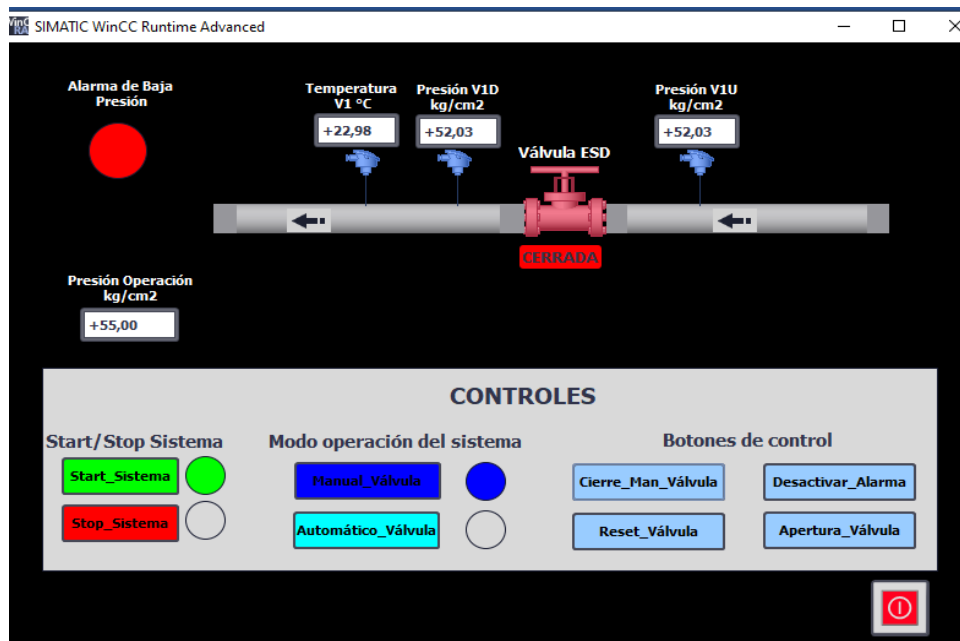 SIMATIC WinCC Runtime Advanced
Alarma de Baja
Presión
Temperatura
V1 °C
+22,98
Presión V1D
kg/cm2
+52,03
Presión V1U
kg/cm2
+52,03
Válvula ESD
CERRADA
Presión Operación
kg/cm2
+55,00
CONTROLES
Start/Stop Sistema
Start_Sistema
Stop_Sistema
Modo operación del sistema
Manual_Válvula
Automático_Válvula
Botones de control
Cierre_Man_Válvula
Desactivar_Alarma
Reset_Válvula
Apertura_Válvula